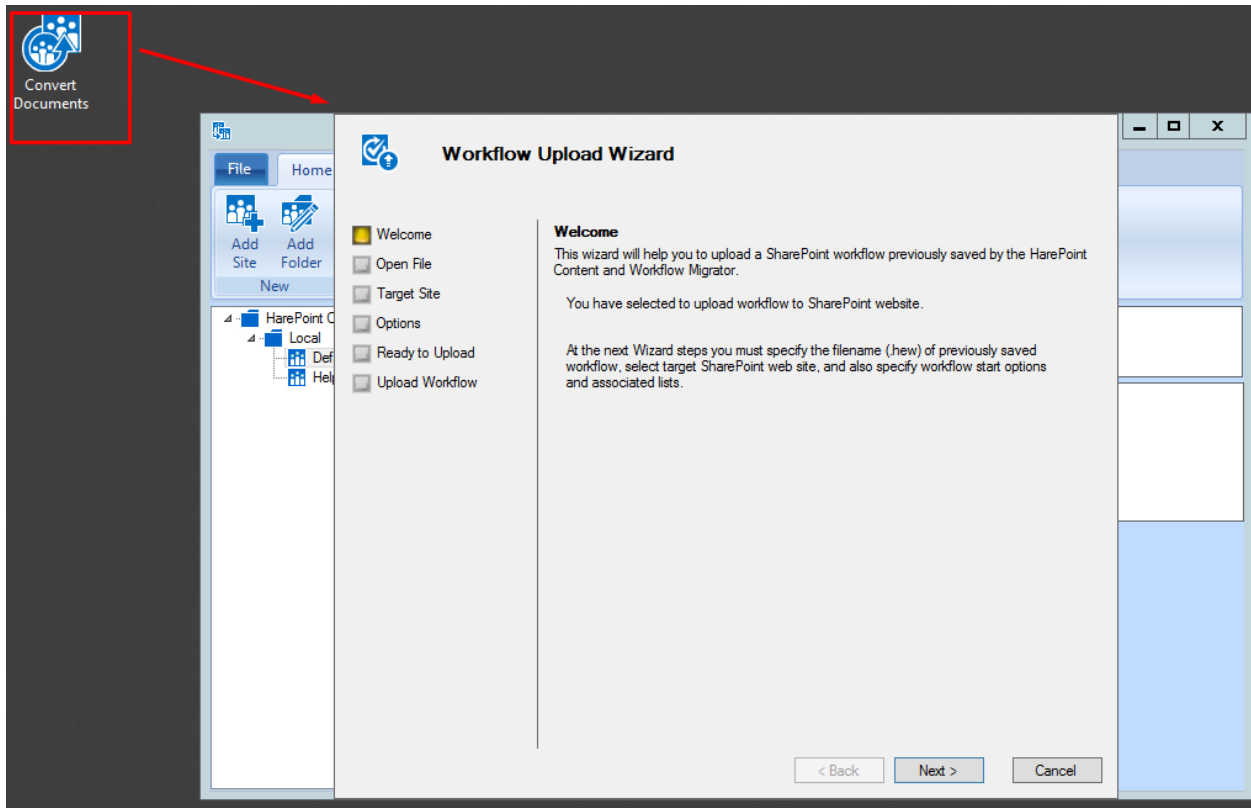 Convert
Documents
File
Home
Workflow Upload Wizard
Add
Site
Add
Folder
New
HarePoint C
Local
Def
Hel
Welcome
Open File
Target Site
Options
Ready to Upload
Upload Workflow
Welcome
This wizard will help you to upload a SharePoint workflow previously saved by the HarePoint
Content and Workflow Migrator.
You have selected to upload workflow to SharePoint website.
At the next Wizard steps you must specify the filename (.hew) of previously saved
workflow, select target SharePoint web site, and also specify workflow start options
and associated lists.
< Back
Next >
Cancel